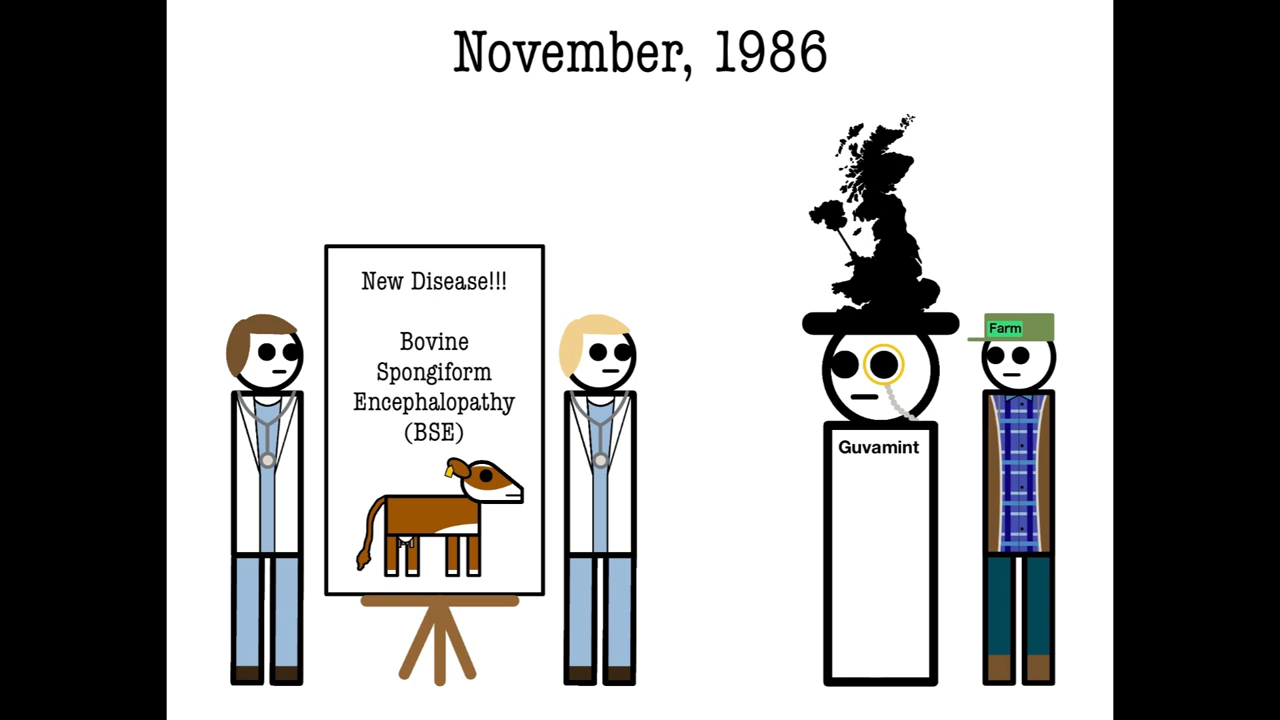 November, 1986
New Disease!!!
Bovine
Spongiform
Encephalopathy
(BSE)
Farm
Guvamint